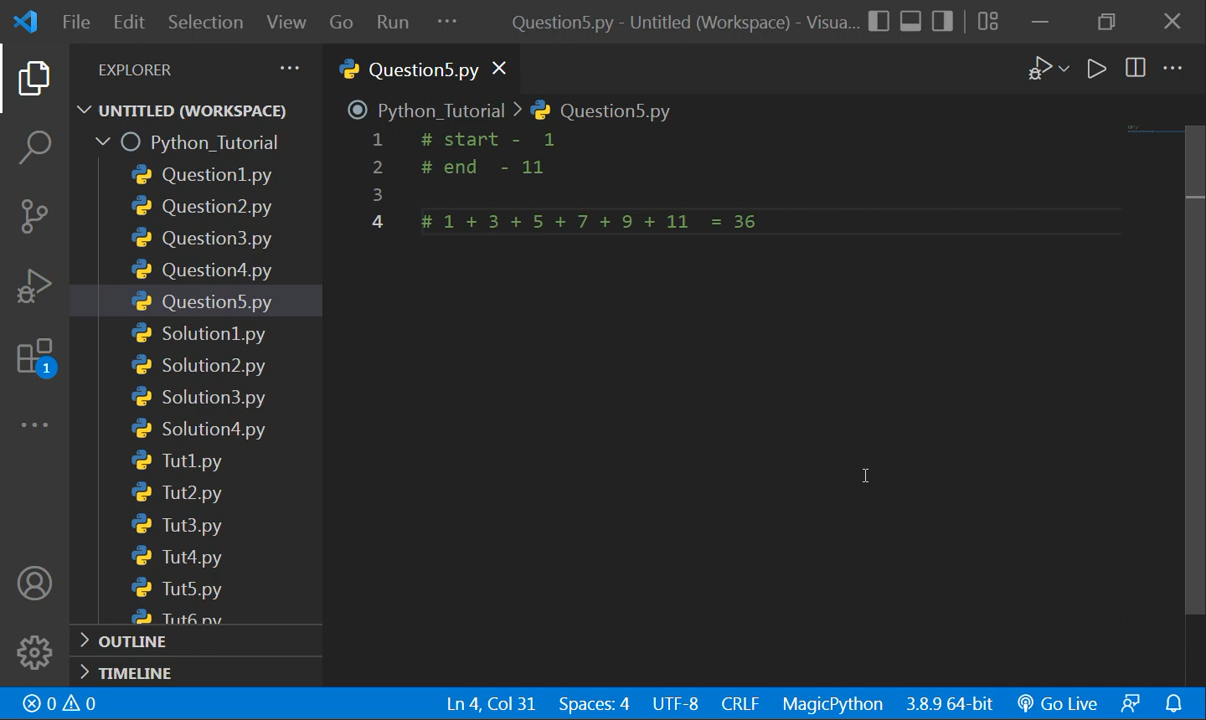 File Edit Selection View Go Run ··· Question5.py - Untitled (Workspace) - Visua...
EXPLORER ···
Question5.py
UNTITLED (WORKSPACE)
Python_Tutorial > Question5.py
Python_Tutorial
Question1.py
Question2.py
Question3.py
Question4.py
Question5.py
Solution1.py
Solution2.py
Solution3.py
Solution4.py
Tut1.py
Tut2.py
Tut3.py
Tut4.py
Tut5.py
Tut6.py
OUTLINE
TIMELINE
1 # start -  1
2 # end  - 11
3
4 # 1 + 3 + 5 + 7 + 9 + 11  = 36
1
0 0 Ln 4, Col 31 Spaces: 4 UTF-8 CRLF MagicPython 3.8.9 64-bit Go Live